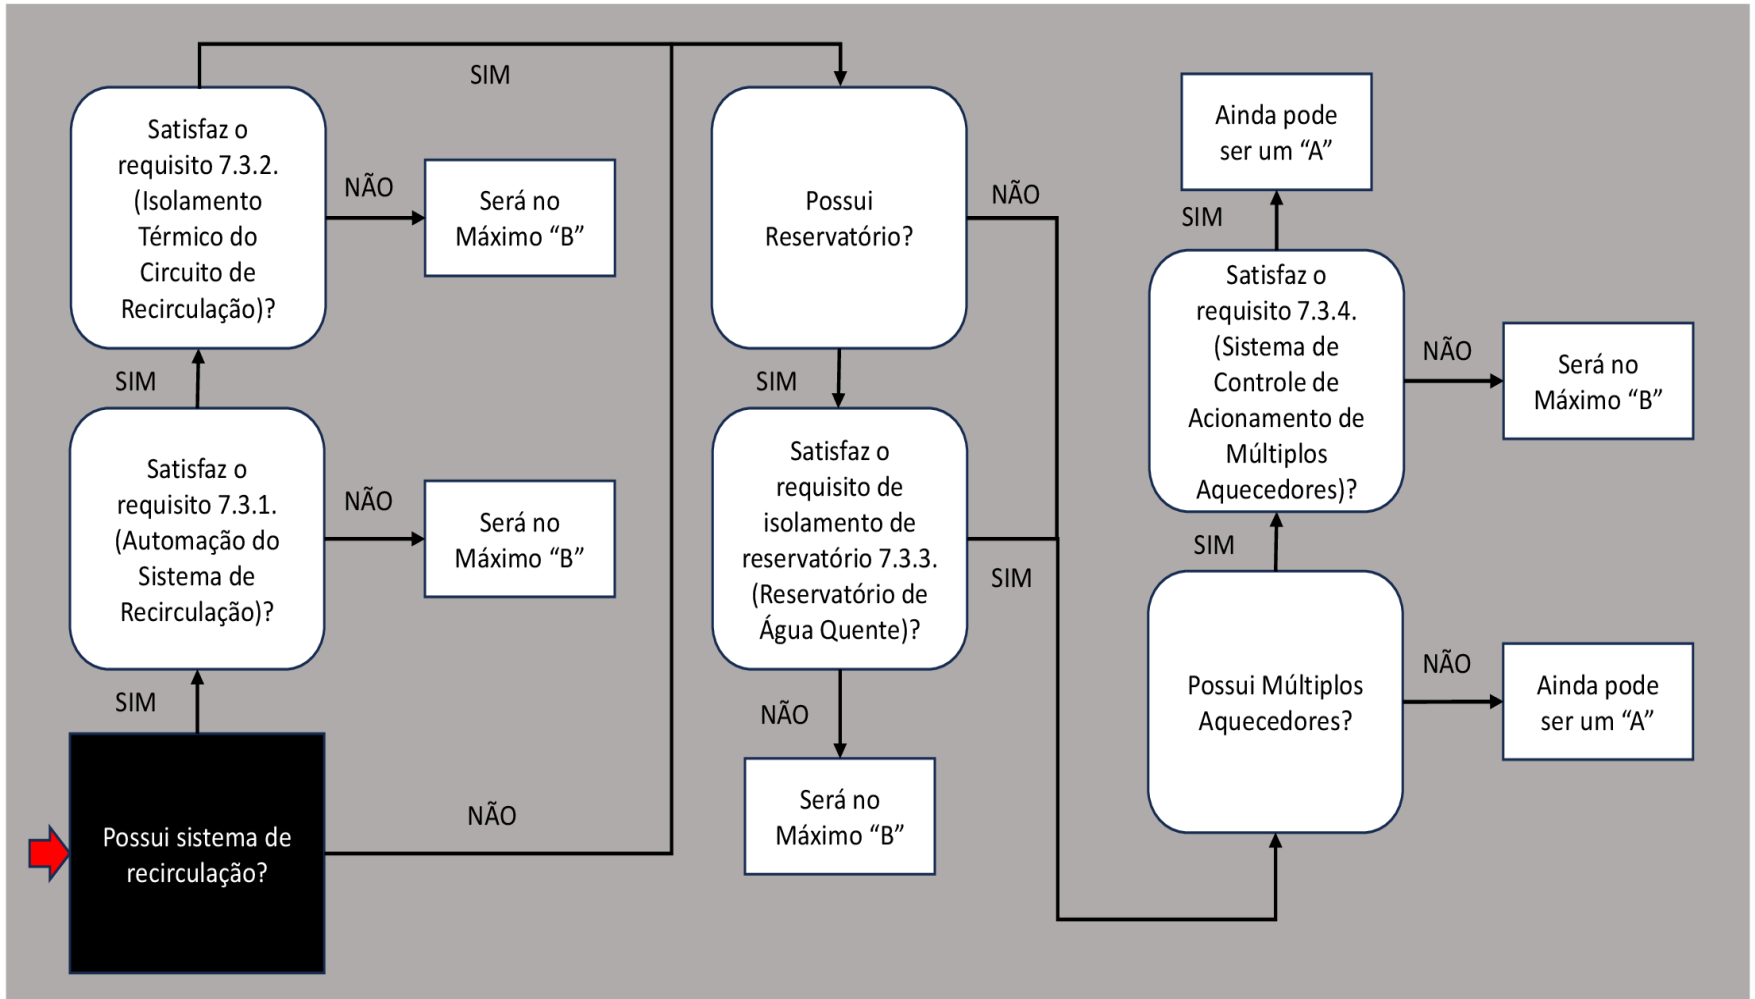 SIM
Satisfaz o
requisito 7.3.2.
(Isolamento
Térmico do
Circuito de
Recirculação)?
NÃO
Será no
Máximo “B”
SIM
Satisfaz o
requisito 7.3.1.
(Automação do
Sistema de
Recirculação)?
NÃO
Será no
Máximo “B”
SIM
Possui sistema de
recirculação?
NÃO
Possui
Reservatório?
NÃO
SIM
Satisfaz o
requisito de
isolamento de
reservatório 7.3.3.
(Reservatório de
Água Quente)?
SIM
NÃO
Será no
Máximo “B”
Ainda pode
ser um “A”
SIM
Satisfaz o
requisito 7.3.4.
(Sistema de
Controle de
Acionamento de
Múltiplos
Aquecedores)?
NÃO
Será no
Máximo “B”
SIM
Possui Múltiplos
Aquecedores?
NÃO
Ainda pode
ser um “A”